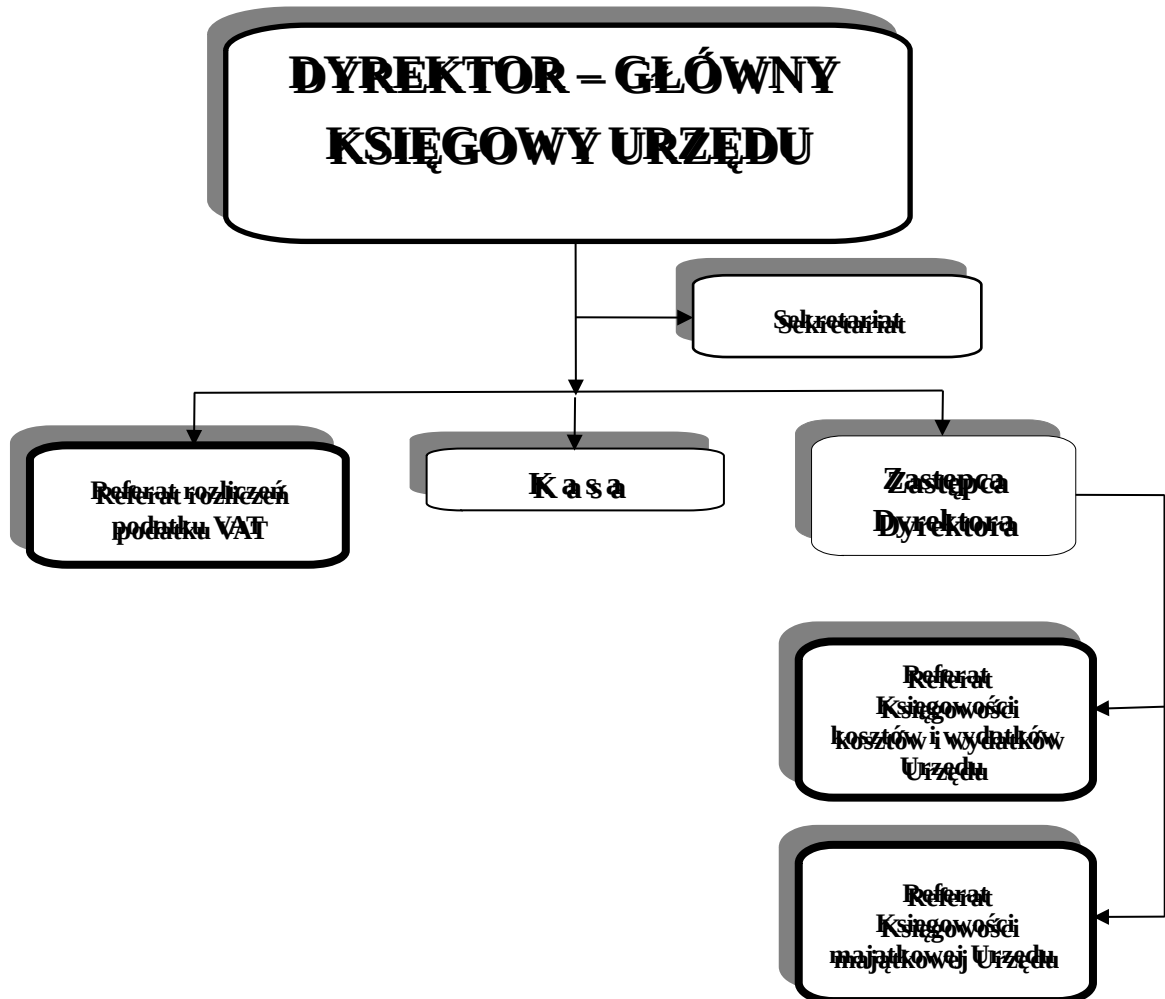 DYREKTOR – GŁÓWNY
KSIĘGOWY URZĘDU
Sekretariat
Referat rozliczeń
podatku VAT
K a s a
Zastępca
Dyrektora
Referat
Księgowości
kosztów i wydatków
Urzędu
Referat
Księgowości
majątkowej Urzędu